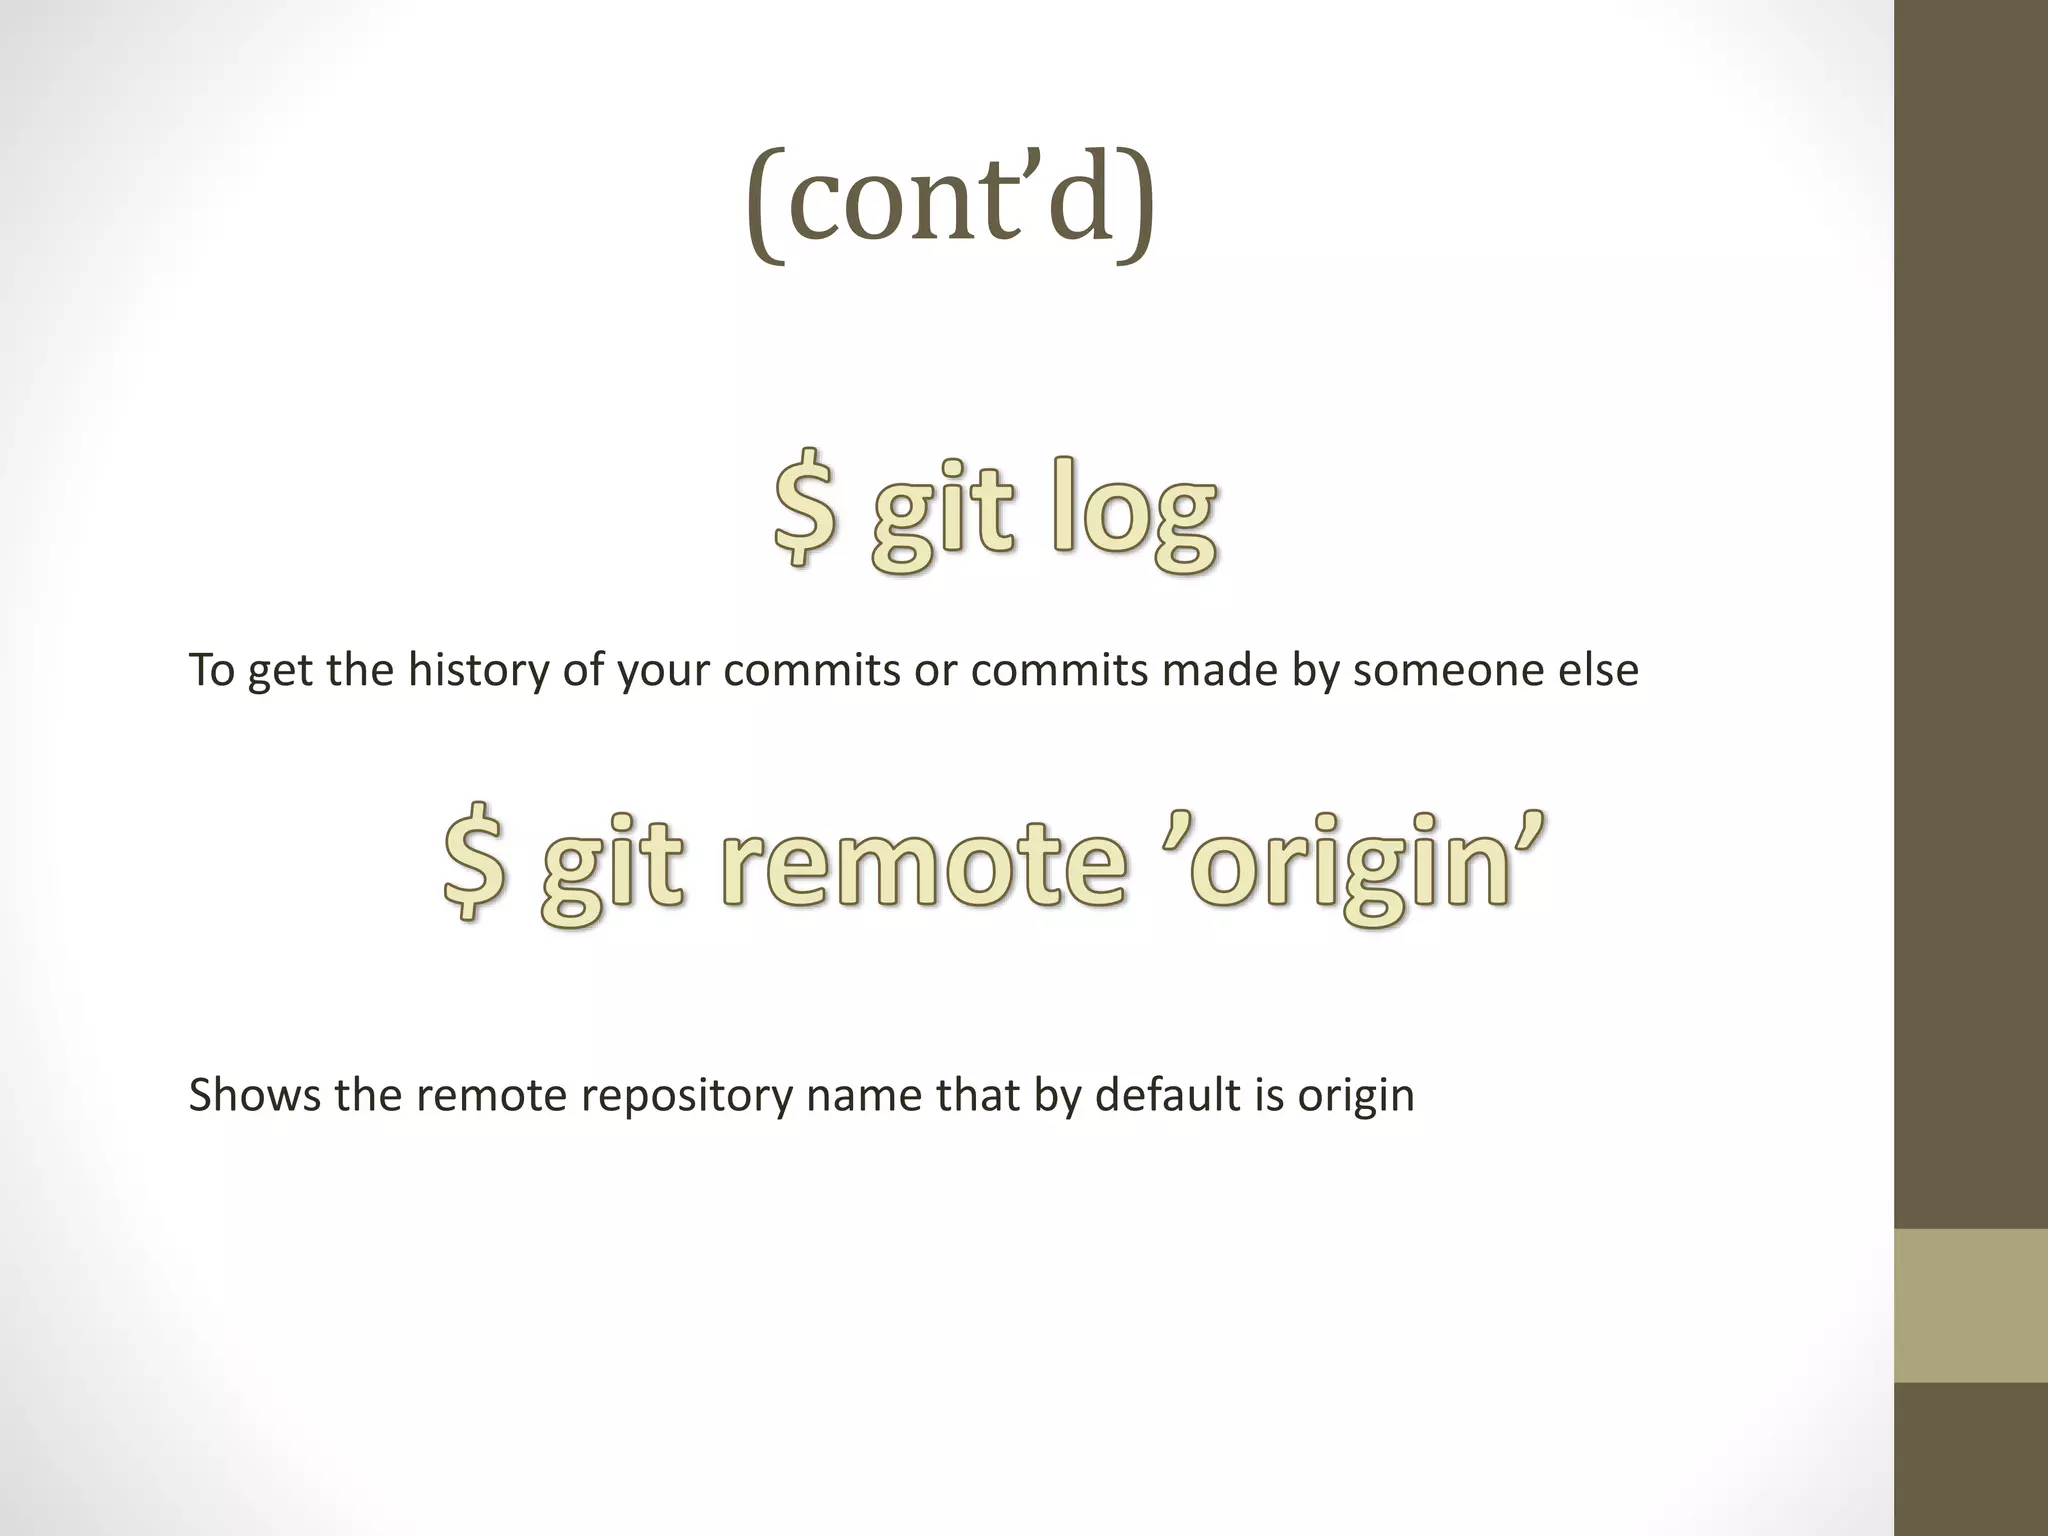 (cont’d)
$ git log
To get the history of your commits or commits made by someone else
$ git remote ’origin’
Shows the remote repository name that by default is origin